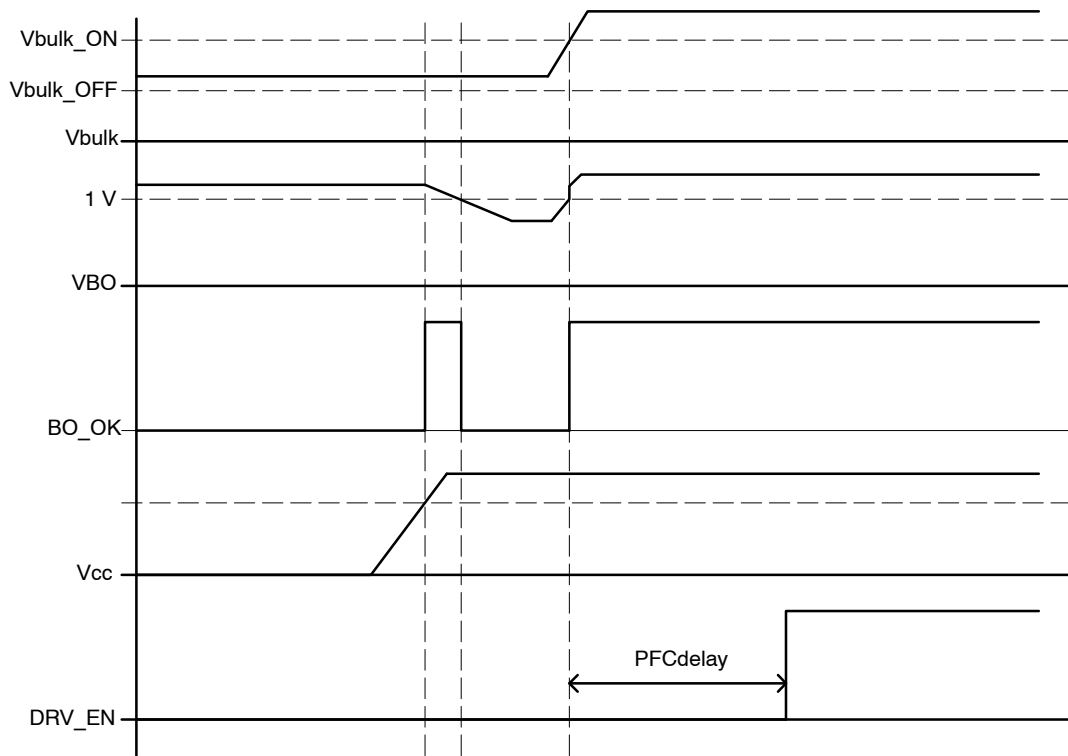 Vbulk_ON
Vbulk_OFF
Vbulk
1 V
VBO
BO_OK
Vcc
PFCdelay
DRV_EN